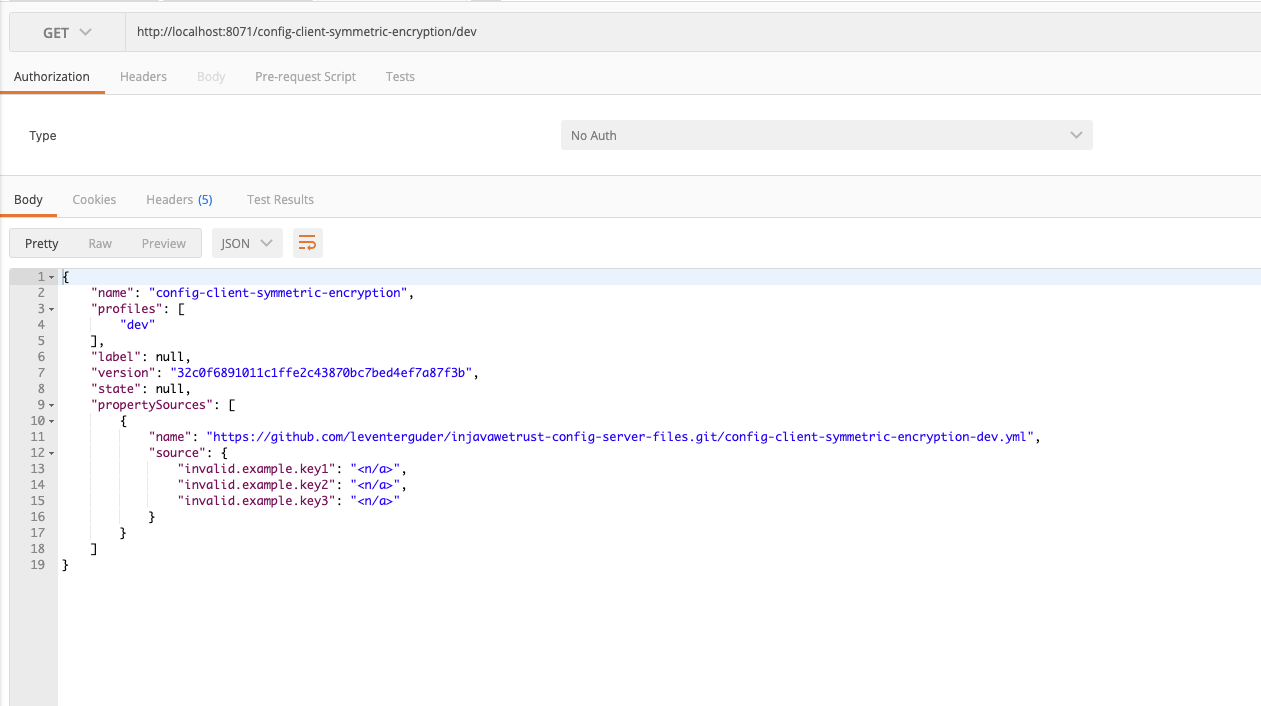 GET http://localhost:8071/config-client-symmetric-encryption/dev
Authorization Headers Body Pre-request Script Tests
Type No Auth
Body Cookies Headers (5) Test Results
Pretty Raw Preview JSON
1 {
2 "name": "config-client-symmetric-encryption",
3 "profiles": [
4 "dev"
5 ],
6 "label": null,
7 "version": "32c0f6891011c1ffe2c43870bc7bed4ef7a87f3b",
8 "state": null,
9 "propertySources": [
10 {
11 "name": "https://github.com/leventerguder/injavawetrust-config-server-files.git/config-client-symmetric-encryption-dev.yml",
12 "source": {
13 "invalid.example.key1": "<n/a>",
14 "invalid.example.key2": "<n/a>",
15 "invalid.example.key3": "<n/a>"
16 }
17 }
18 ]
19 }